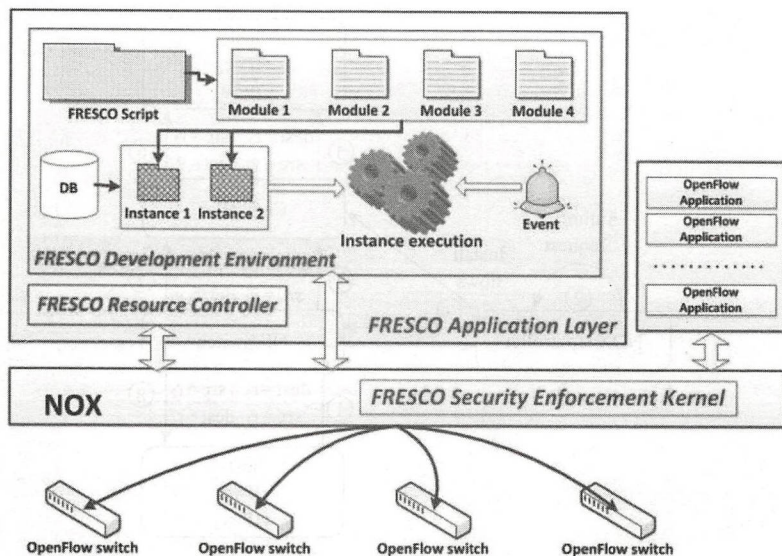 FRESCO Script
Module 1
Module 2
Module 3
Module 4
DB
Instance 1
Instance 2
Instance execution
Event
FRESCO Development Environment
FRESCO Resource Controller
FRESCO Application Layer
OpenFlow
Application
OpenFlow
Application
. . . . . . . . . . . . . .
OpenFlow
Application
NOX
FRESCO Security Enforcement Kernel
OpenFlow switch
OpenFlow switch
OpenFlow switch
OpenFlow switch